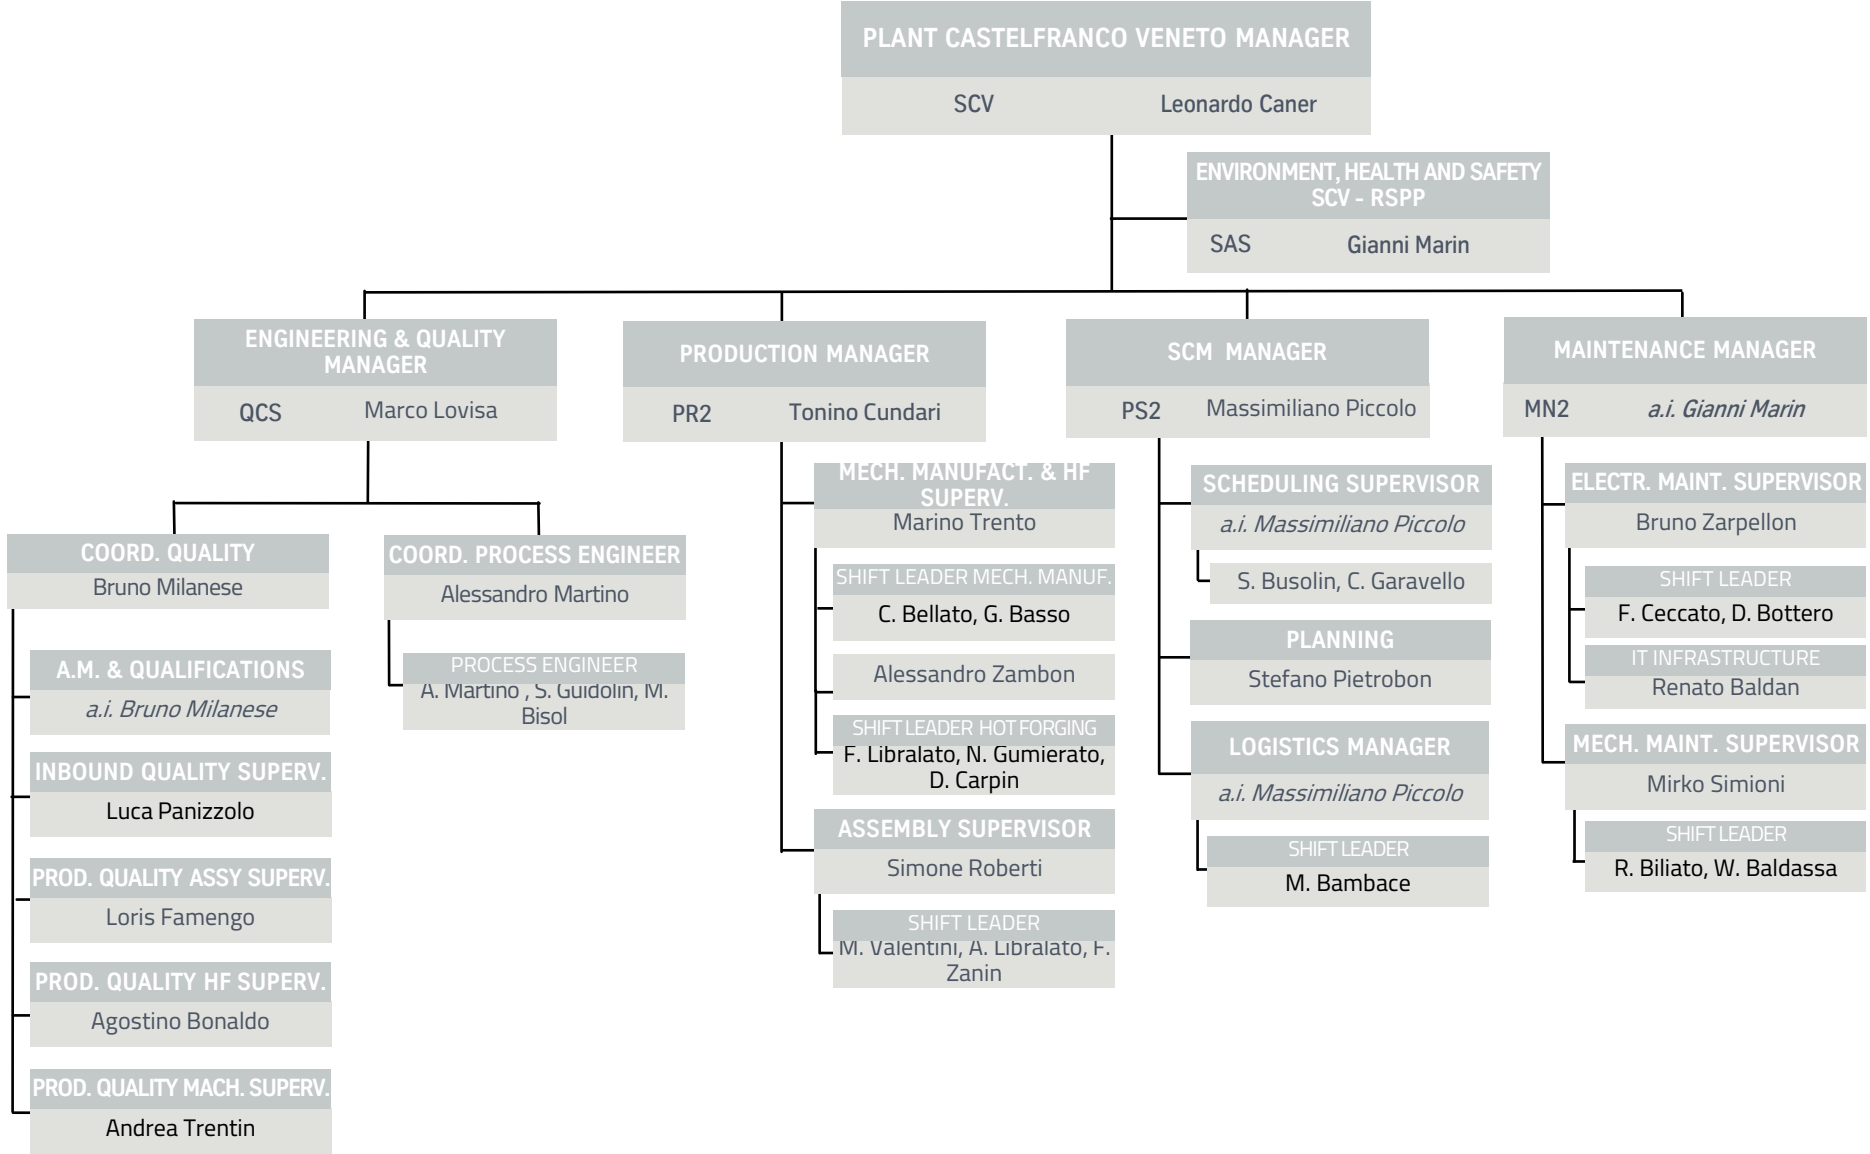 PLANT CASTELFRANCO VENETO MANAGER
SCV Leonardo Caner
ENVIRONMENT, HEALTH AND SAFETY
SCV - RSPP
SAS Gianni Marin
ENGINEERING & QUALITY
MANAGER
QCS Marco Lovisa
COORD. QUALITY
Bruno Milanese
A.M. & QUALIFICATIONS
a.i. Bruno Milanese
INBOUND QUALITY SUPERV.
Luca Panizzolo
PROD. QUALITY ASSY SUPERV.
Loris Famengo
PROD. QUALITY HF SUPERV.
Agostino Bonaldo
PROD. QUALITY MACH. SUPERV.
Andrea Trentin
COORD. PROCESS ENGINEER
Alessandro Martino
PROCESS ENGINEER
A. Martino , S. Guidolin, M.
Bisol
PRODUCTION MANAGER
PR2 Tonino Cundari
MECH. MANUFACT. & HF
SUPERV.
Marino Trento
SHIFT LEADER MECH. MANUF.
C. Bellato, G. Basso
Alessandro Zambon
SHIFT LEADER HOT FORGING
F. Libralato, N. Gumierato,
D. Carpin
ASSEMBLY SUPERVISOR
Simone Roberti
SHIFT LEADER
M. Valentini, A. Libralato, F.
Zanin
SCM MANAGER
PS2 Massimiliano Piccolo
SCHEDULING SUPERVISOR
a.i. Massimiliano Piccolo
S. Busolin, C. Garavello
PLANNING
Stefano Pietrobon
LOGISTICS MANAGER
a.i. Massimiliano Piccolo
SHIFT LEADER
M. Bambace
MAINTENANCE MANAGER
MN2 a.i. Gianni Marin
ELECTR. MAINT. SUPERVISOR
Bruno Zarpellon
SHIFT LEADER
F. Ceccato, D. Bottero
IT INFRASTRUCTURE
Renato Baldan
MECH. MAINT. SUPERVISOR
Mirko Simioni
SHIFT LEADER
R. Biliato, W. Baldassa